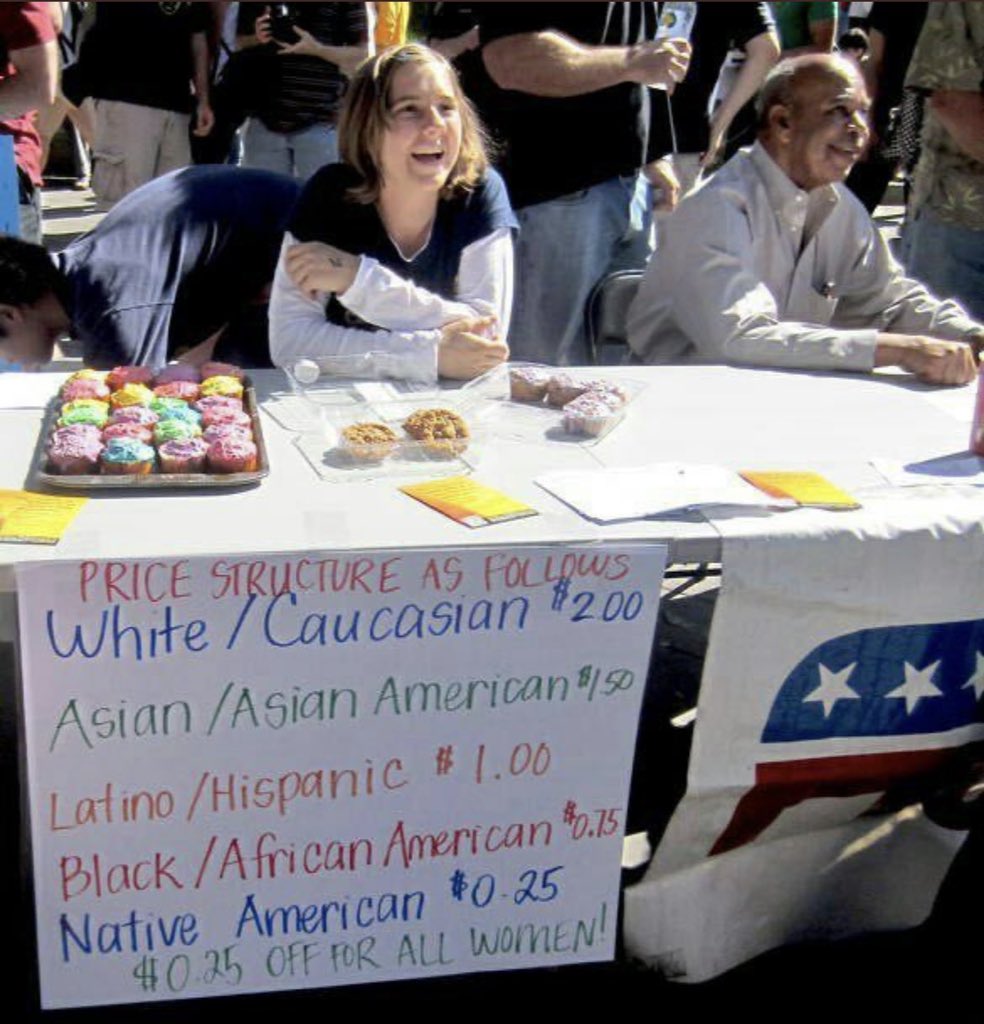 PRICE STRUCTURE AS FOLLOWS
White/Caucasian $2.00
Asian/Asian American $1.50
Latino/Hispanic $1.00
Black/African American $0.75
Native American $0.25
$0.25 OFF FOR ALL WOMEN!